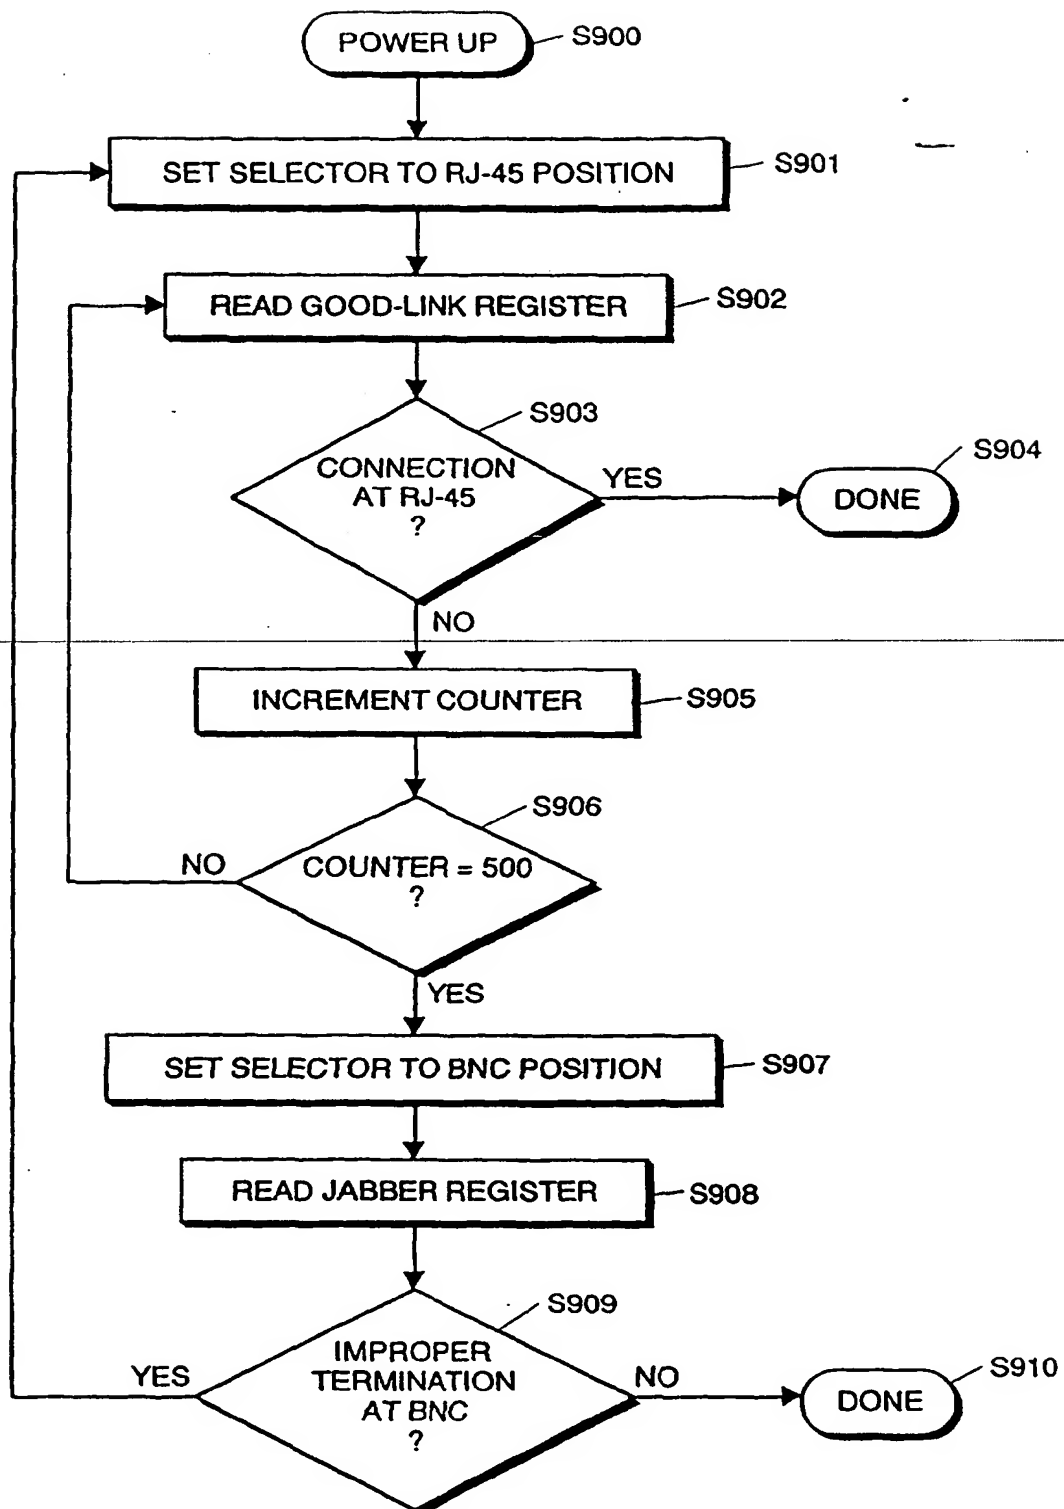 POWER UP
S900
SET SELECTOR TO RJ-45 POSITION
S901
READ GOOD-LINK REGISTER
S902
S903
CONNECTION
AT RJ-45
?
YES
DONE
S904
NO
INCREMENT COUNTER
S905
S906
COUNTER = 500
?
NO
YES
SET SELECTOR TO BNC POSITION
S907
READ JABBER REGISTER
S908
S909
IMPROPER
TERMINATION
AT BNC
?
YES
NO
DONE
S910